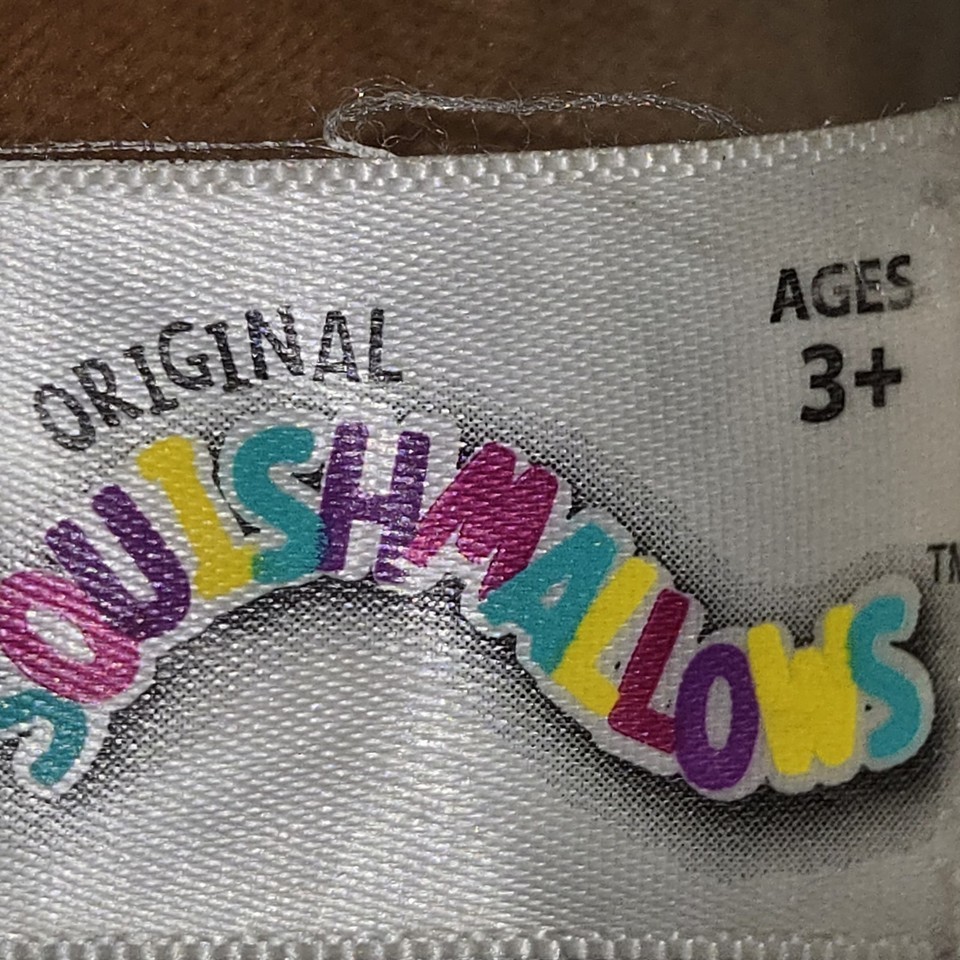 ORIGINAL
SQUISHMALLOWS™
AGES
3+